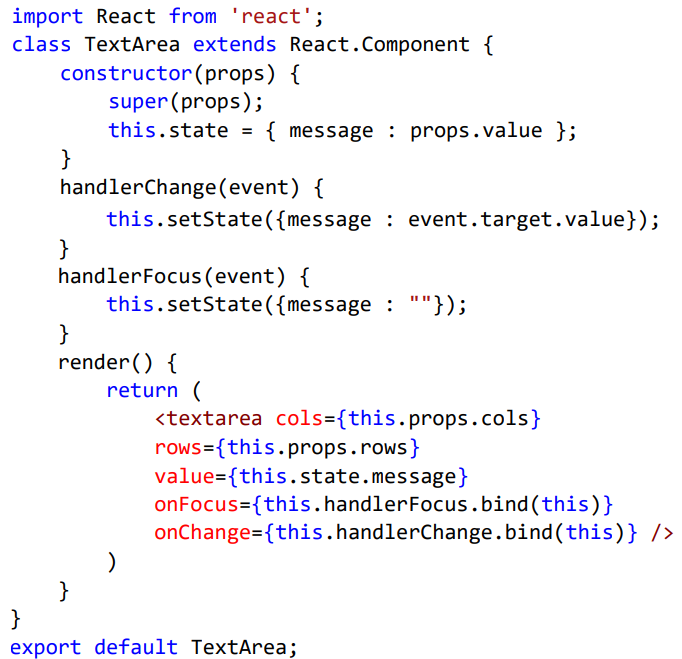 import React from 'react';
class TextArea extends React.Component {
    constructor(props) {
        super(props);
        this.state = { message : props.value };
    }
    handlerChange(event) {
        this.setState({message : event.target.value});
    }
    handlerFocus(event) {
        this.setState({message : ""});
    }
    render() {
        return (
            <textarea cols={this.props.cols}
            rows={this.props.rows}
            value={this.state.message}
            onFocus={this.handlerFocus.bind(this)}
            onChange={this.handlerChange.bind(this)} />
        )
    }
}
export default TextArea;